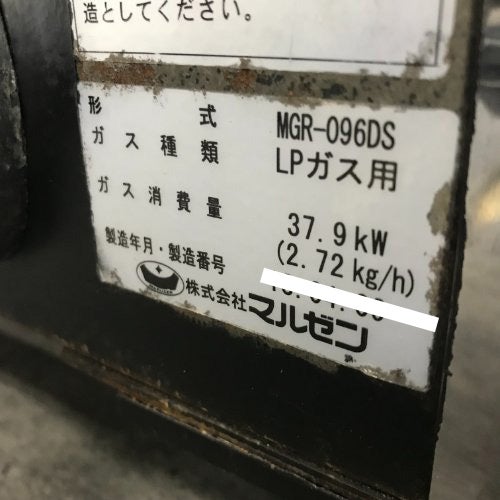 造としてください。
形式 MGR-096DS
ガス種類 LPガス用
ガス消費量 37.9kW
(2.72kg/h)
製造年月・製造番号
株式会社マルゼン